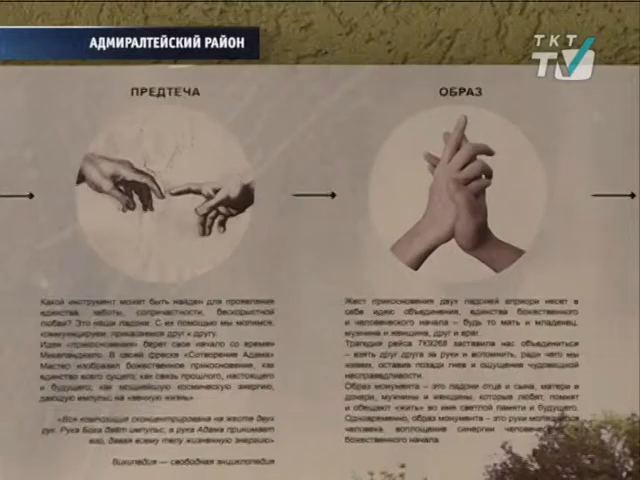 АДМИРАЛТЕЙСКИЙ РАЙОН
ТКТ
TV
ПРЕДТЕЧА
Какой инструмент может быть найден для проявления
единства, заботы, сопричастности, бескорыстной
любви? Это наши ладони. С их помощью мы молимся,
коммуницируем, прикасаемся друг к другу.
Идея «прикосновения» берет свое начало со времен
Микеланджело. В своей фреске «Сотворение Адама»
Мастер изобразил божественное прикосновение, как
единство всего сущего, как связь прошлого, настоящего
и будущего, как мощнейшую космическую энергию,
дающую импульс на «вечную жизнь».
«Вся композиция сконцентрирована на жесте двух
рук. Рука Бога даёт импульс, а рука Адама принимает
его, давая всему телу жизненную энергию»
Википедия — свободная энциклопедия
ОБРАЗ
Жест прикосновения двух ладоней априори несет в
себе идею объединения, единства божественного
и человеческого начала – будь то мать и младенец,
мужчина и женщина, друг и враг.
Трагедия рейса 7К9268 заставила нас объединиться
– взять друг друга за руки и вспомнить, ради чего мы
живем, оставив позади гнев и ощущение чудовищной
несправедливости.
Образ монумента – это ладони отца и сына, матери и
дочери, мужчины и женщины, которые любят, помнят
и обещают «жить» во имя светлой памяти и будущего.
Одновременно, образ монумента – это руки молящегося
человека, воплощение синергии человеческого и
божественного начала.